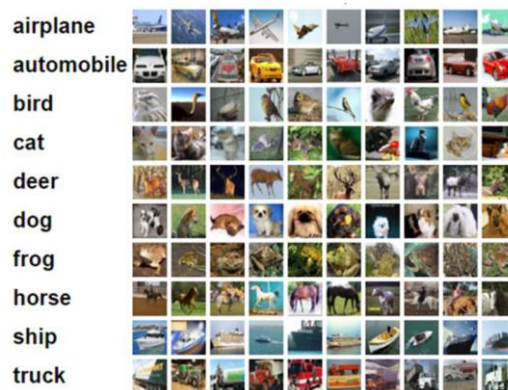 airplane
automobile
bird
cat
deer
dog
frog
horse
ship
truck